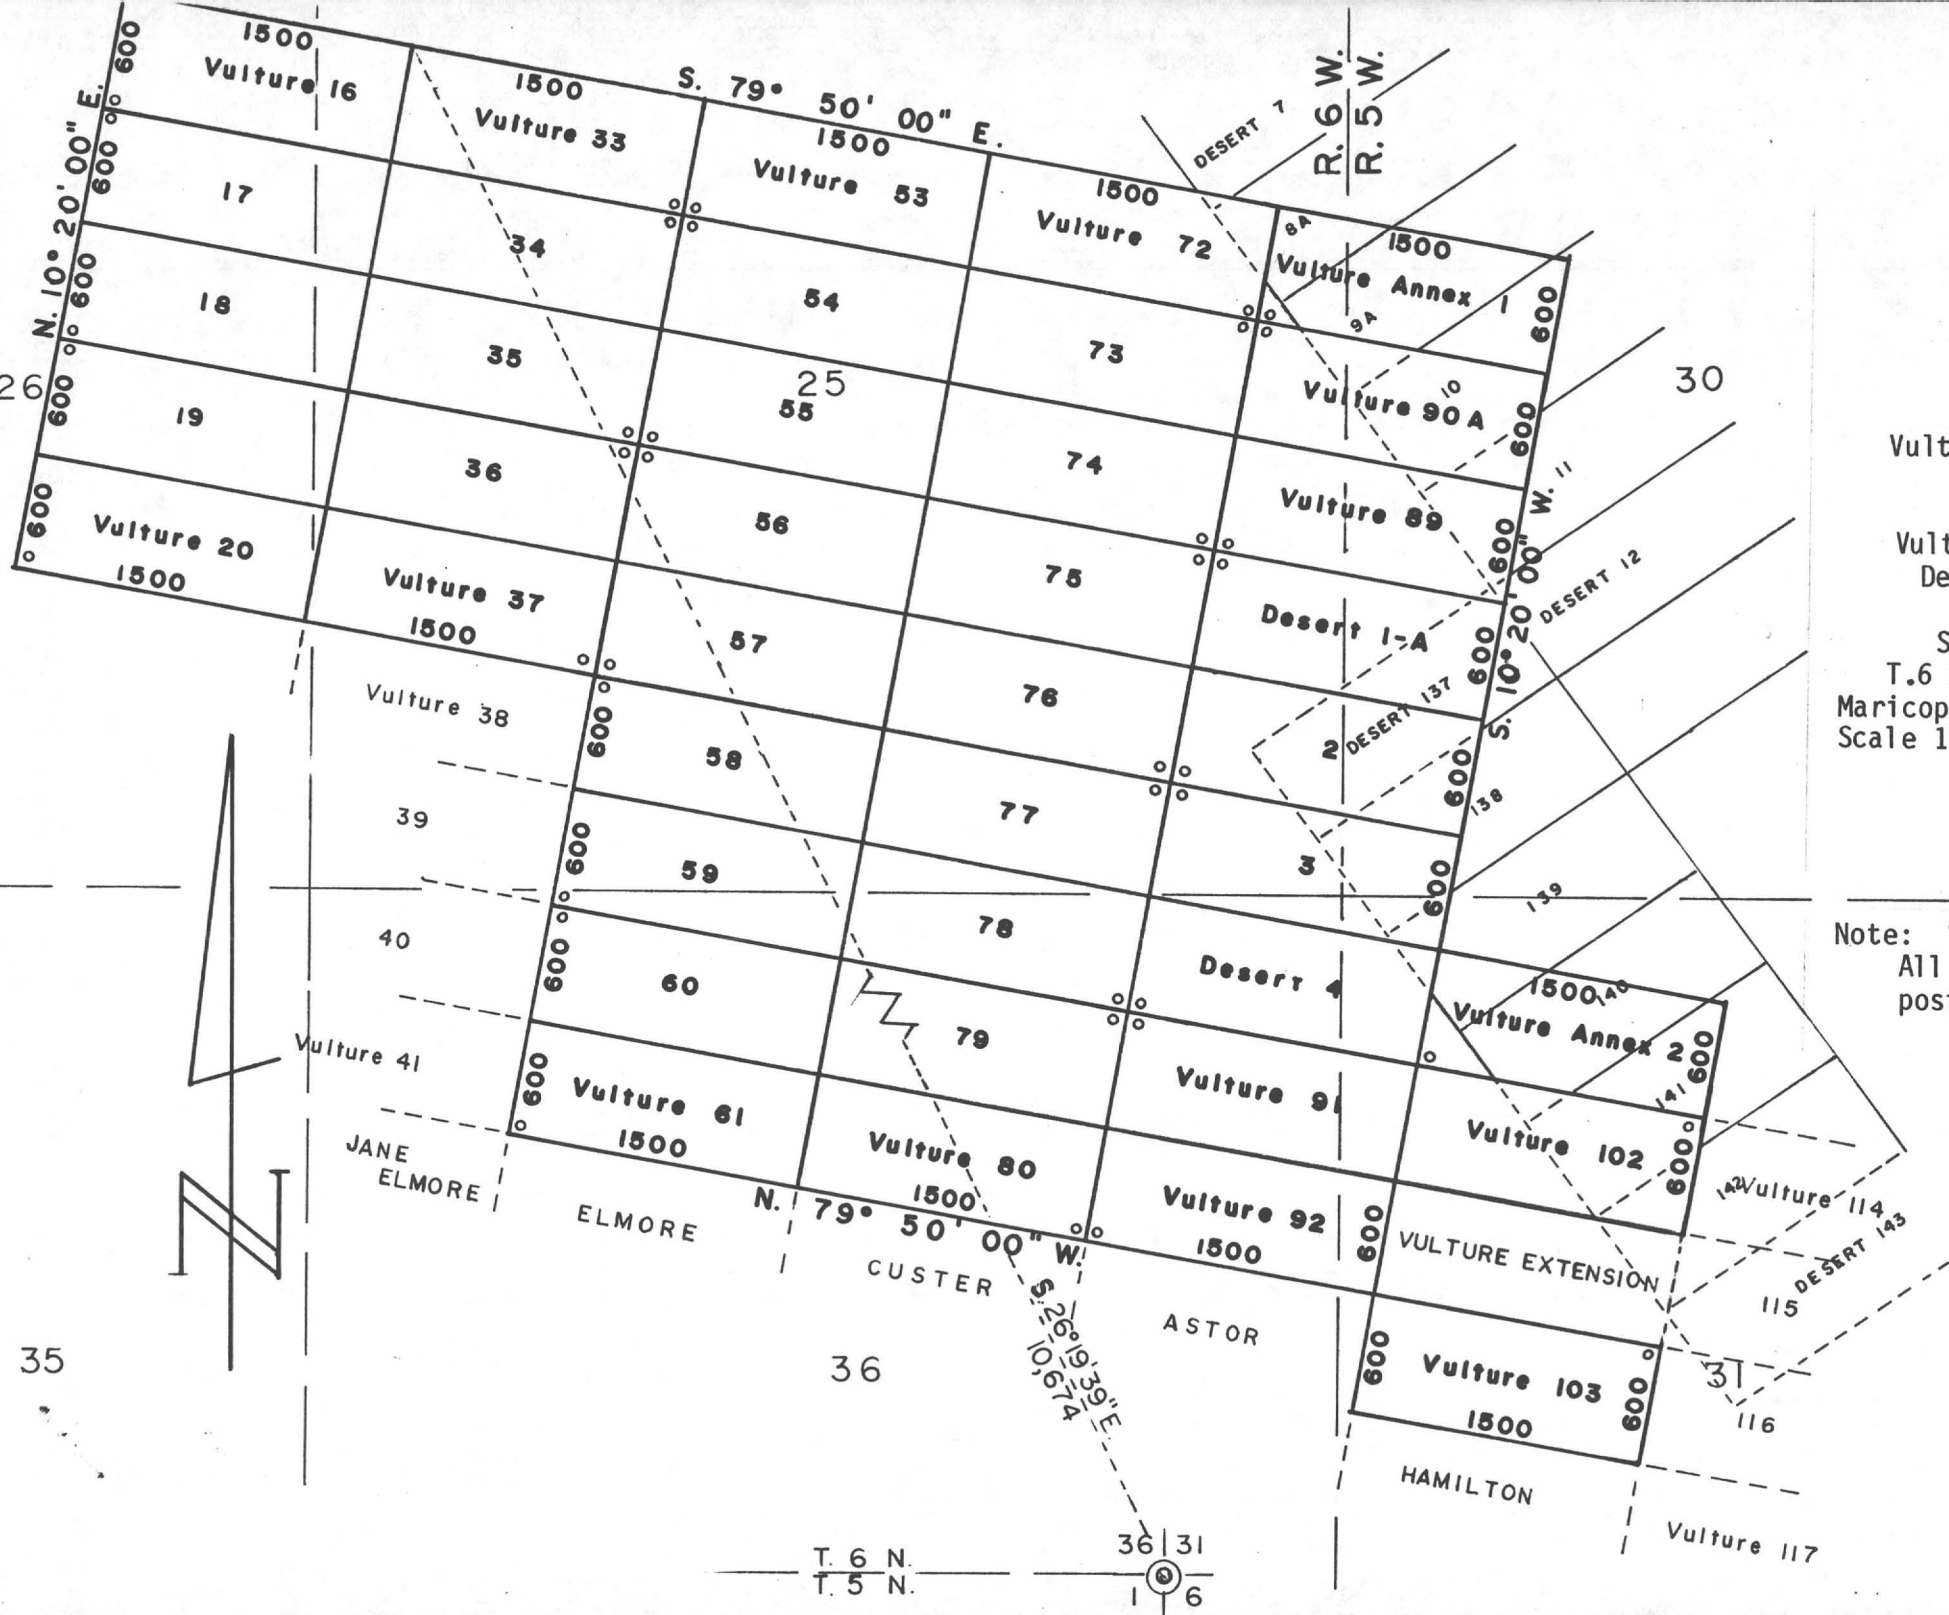 1500
Vulture 16
600
1500
Vulture 33
S. 79° 50' 00" E.
1500
Vulture 53
1500
Vulture 72
DESERT 7
R. 6 W.
R. 5 W.
8A
1500
Vulture Annex 1
600
9A
N. 10° 20' 00" E.
600
17
34
54
73
10
Vulture 90 A
600
30
600
18
35
25
55
74
Vulture 89
600
11
26
600
19
36
56
75
Desert 1-A
600
S. 10° 20' 00" W.
DESERT 12
600
Vulture 20
1500
Vulture 37
1500
57
76
2
DESERT 137
600
138
Vulture 38
600
58
77
3
600
139
39
600
59
78
Desert 4
1500
140
Vulture Annex 2
600
40
600
60
79
Vulture 91
141
Vulture 102
600
Vulture 41
600
Vulture 61
1500
Vulture 80
1500
Vulture 92
1500
600
VULTURE EXTENSION
142
Vulture 114
DESERT 143
115
JANE
ELMORE
ELMORE
N. 79° 50' 00" W.
CUSTER
ASTOR
S. 26°19'39"E.
10,674
35
36
600
Vulture 103
1500
600
31
116
HAMILTON
Vulture 117
T. 6 N.
T. 5 N.
36 31
1 6
Vult
Vult
De
S
T.6
Maricop
Scale 1
Note:
All
pos